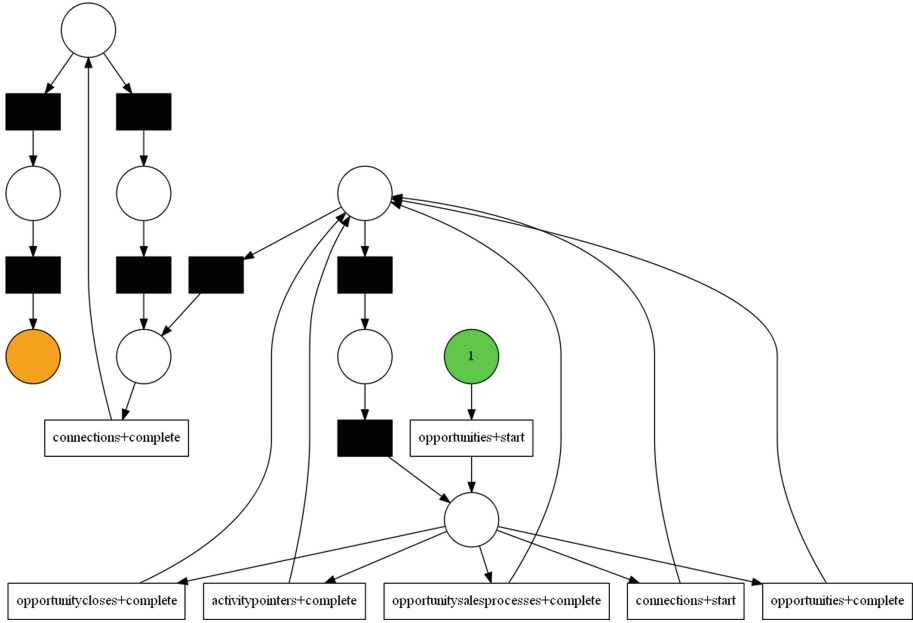 1
connections+complete
opportunities+start
opportunitycloses+complete
activitypointers+complete
opportunitysalesprocesses+complete
connections+start
opportunities+complete